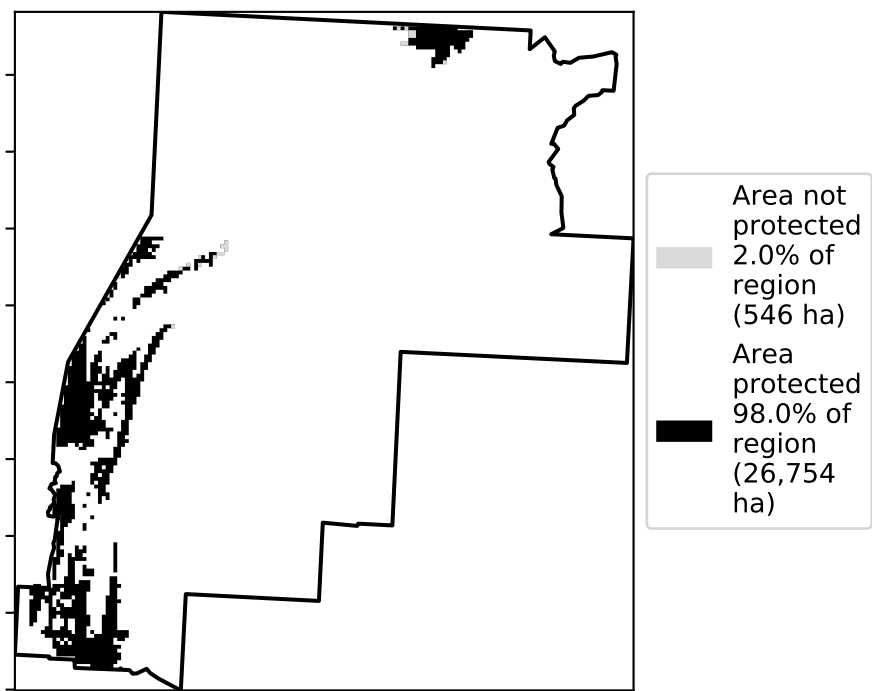 Area not
protected
2.0% of
region
(546 ha)
Area
protected
98.0% of
region
(26,754
ha)